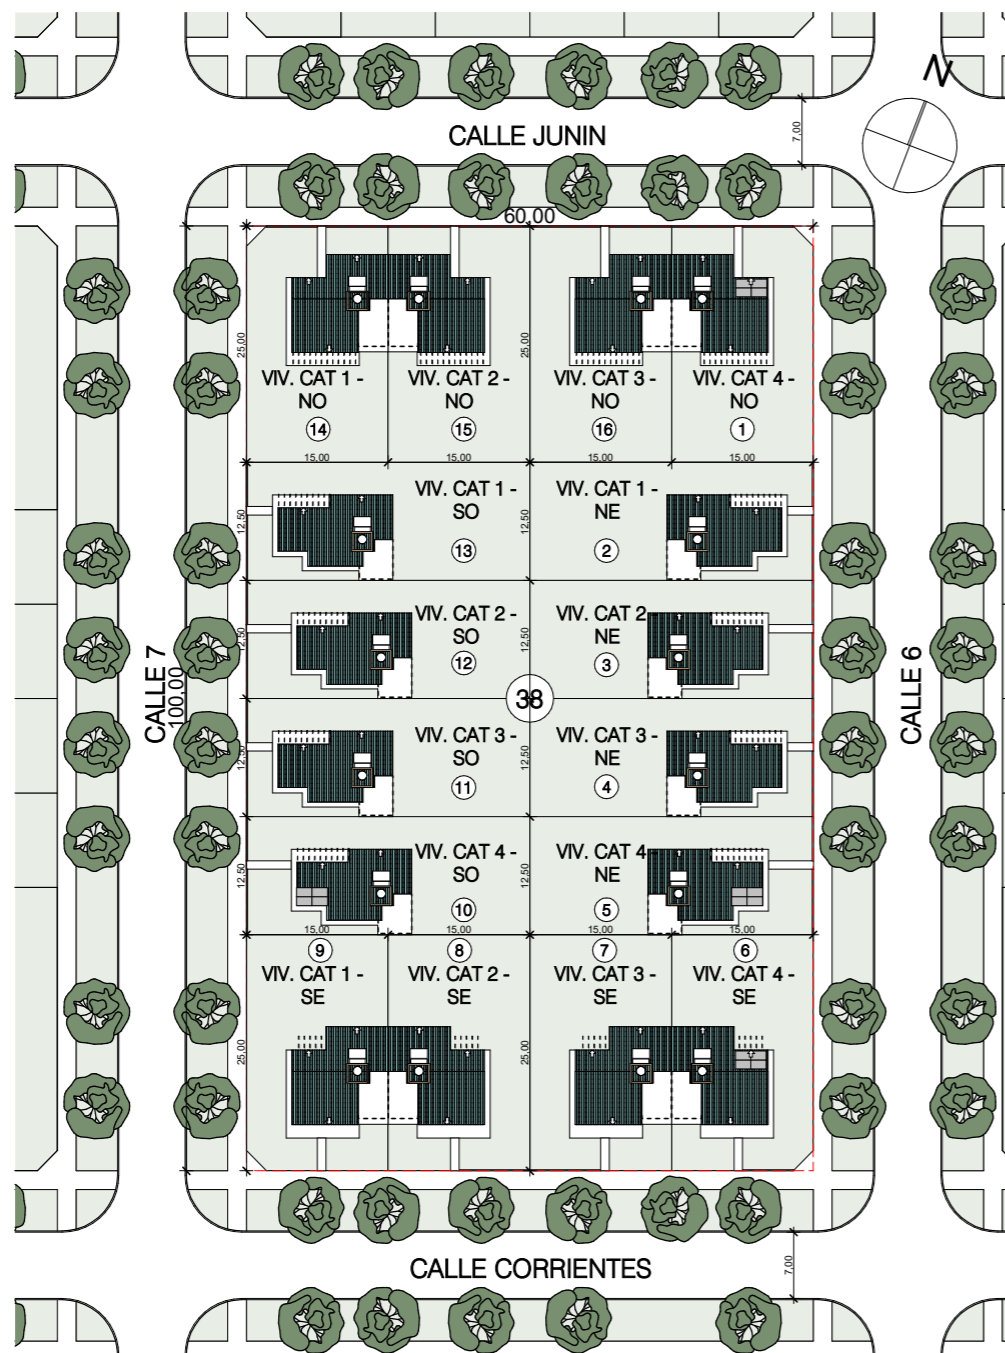 N
CALLE JUNIN
7,00
60,00
25,00
25,00
VIV. CAT 1 -
NO
14
VIV. CAT 2 -
NO
15
VIV. CAT 3 -
NO
16
VIV. CAT 4 -
NO
1
15,00
15,00
15,00
15,00
12,50
VIV. CAT 1 -
SO
13
12,50
VIV. CAT 1 -
NE
2
12,50
VIV. CAT 2 -
SO
12
12,50
VIV. CAT 2
NE
3
CALLE 7
100,00
38
CALLE 6
12,50
VIV. CAT 3 -
SO
11
12,50
VIV. CAT 3 -
NE
4
12,50
VIV. CAT 4 -
SO
10
12,50
VIV. CAT 4
NE
5
15,00
15,00
15,00
15,00
9
VIV. CAT 1 -
SE
8
VIV. CAT 2 -
SE
7
VIV. CAT 3 -
SE
6
VIV. CAT 4 -
SE
25,00
25,00
CALLE CORRIENTES
7,00